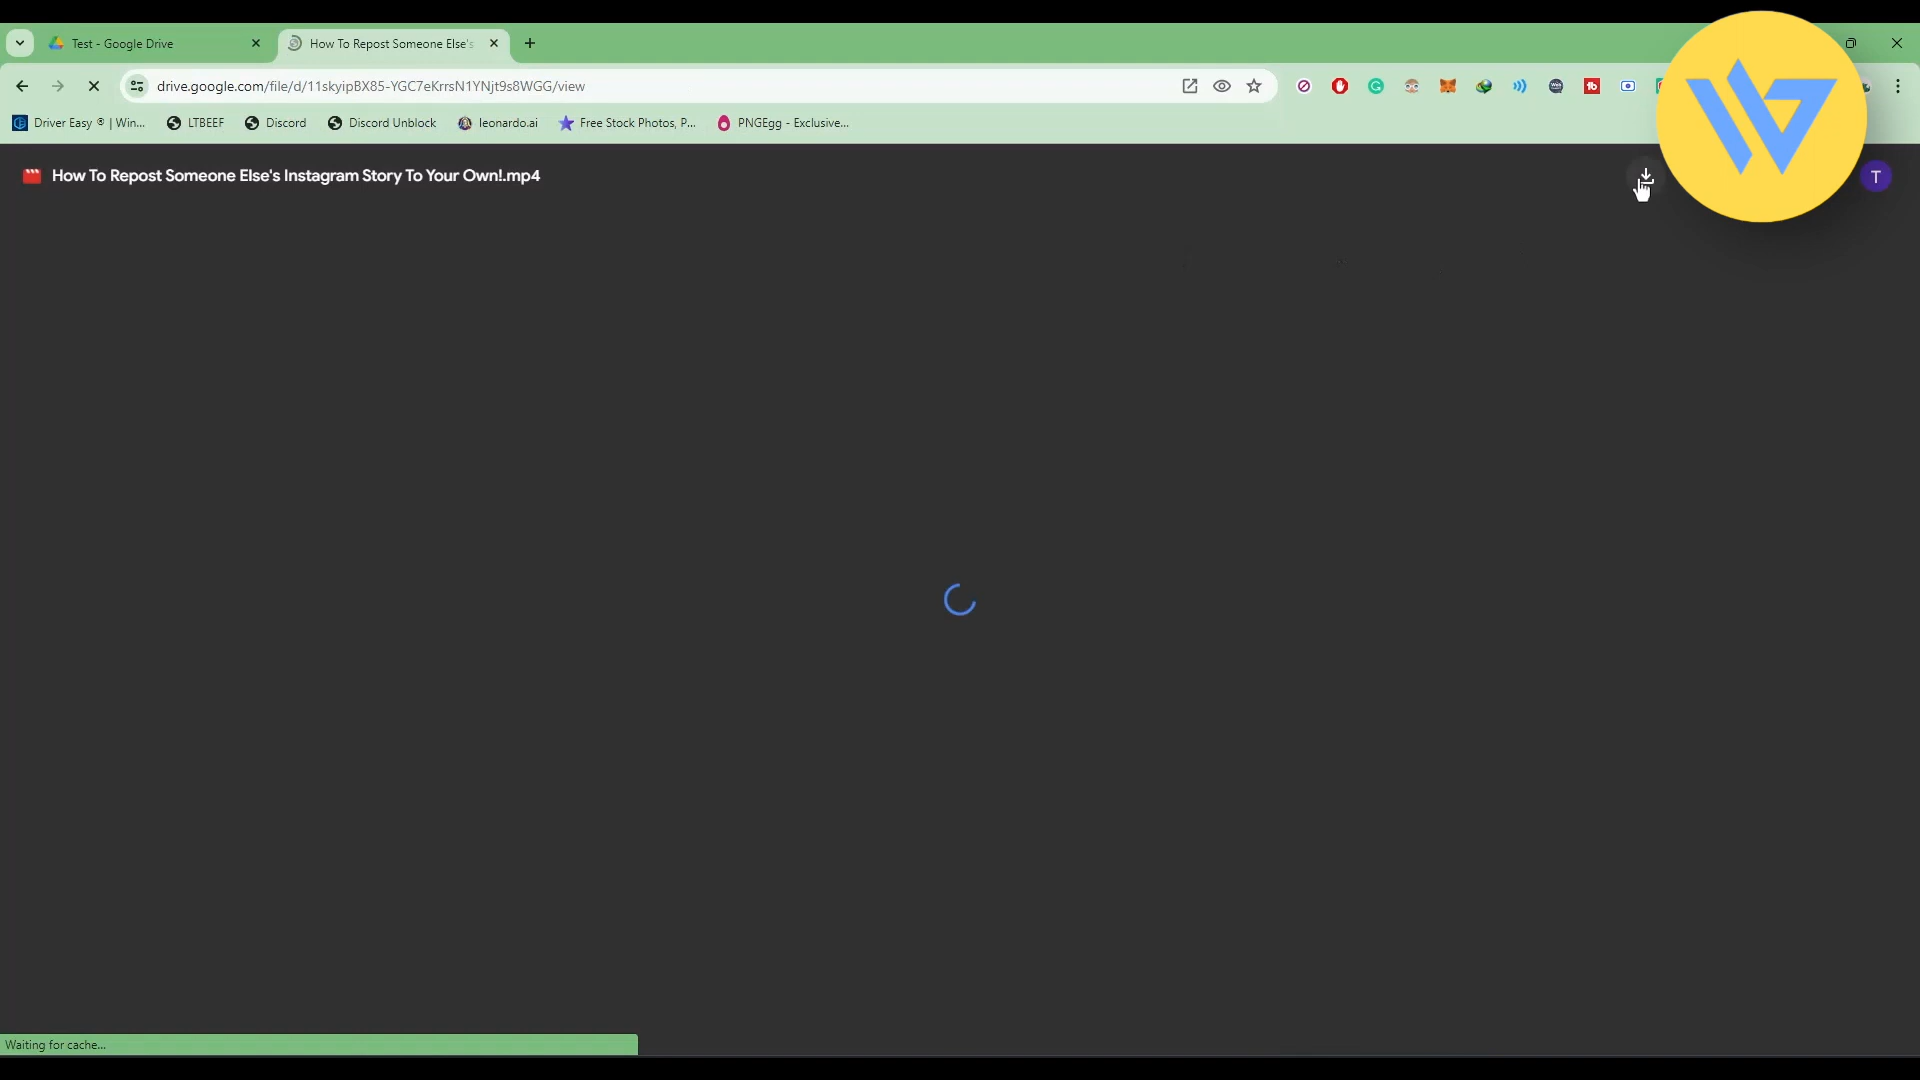 Test - Google Drive
How To Repost Someone Else's
drive.google.com/file/d/11skyipBX85-YGC7eKrrsN1YNjt9s8WGG/view
Driver Easy ® | Win...
LTBEEF
Discord
Discord Unblock
leonardo.ai
Free Stock Photos, P...
PNGEgg - Exclusive...
How To Repost Someone Else's Instagram Story To Your Own!.mp4
T
Waiting for cache...